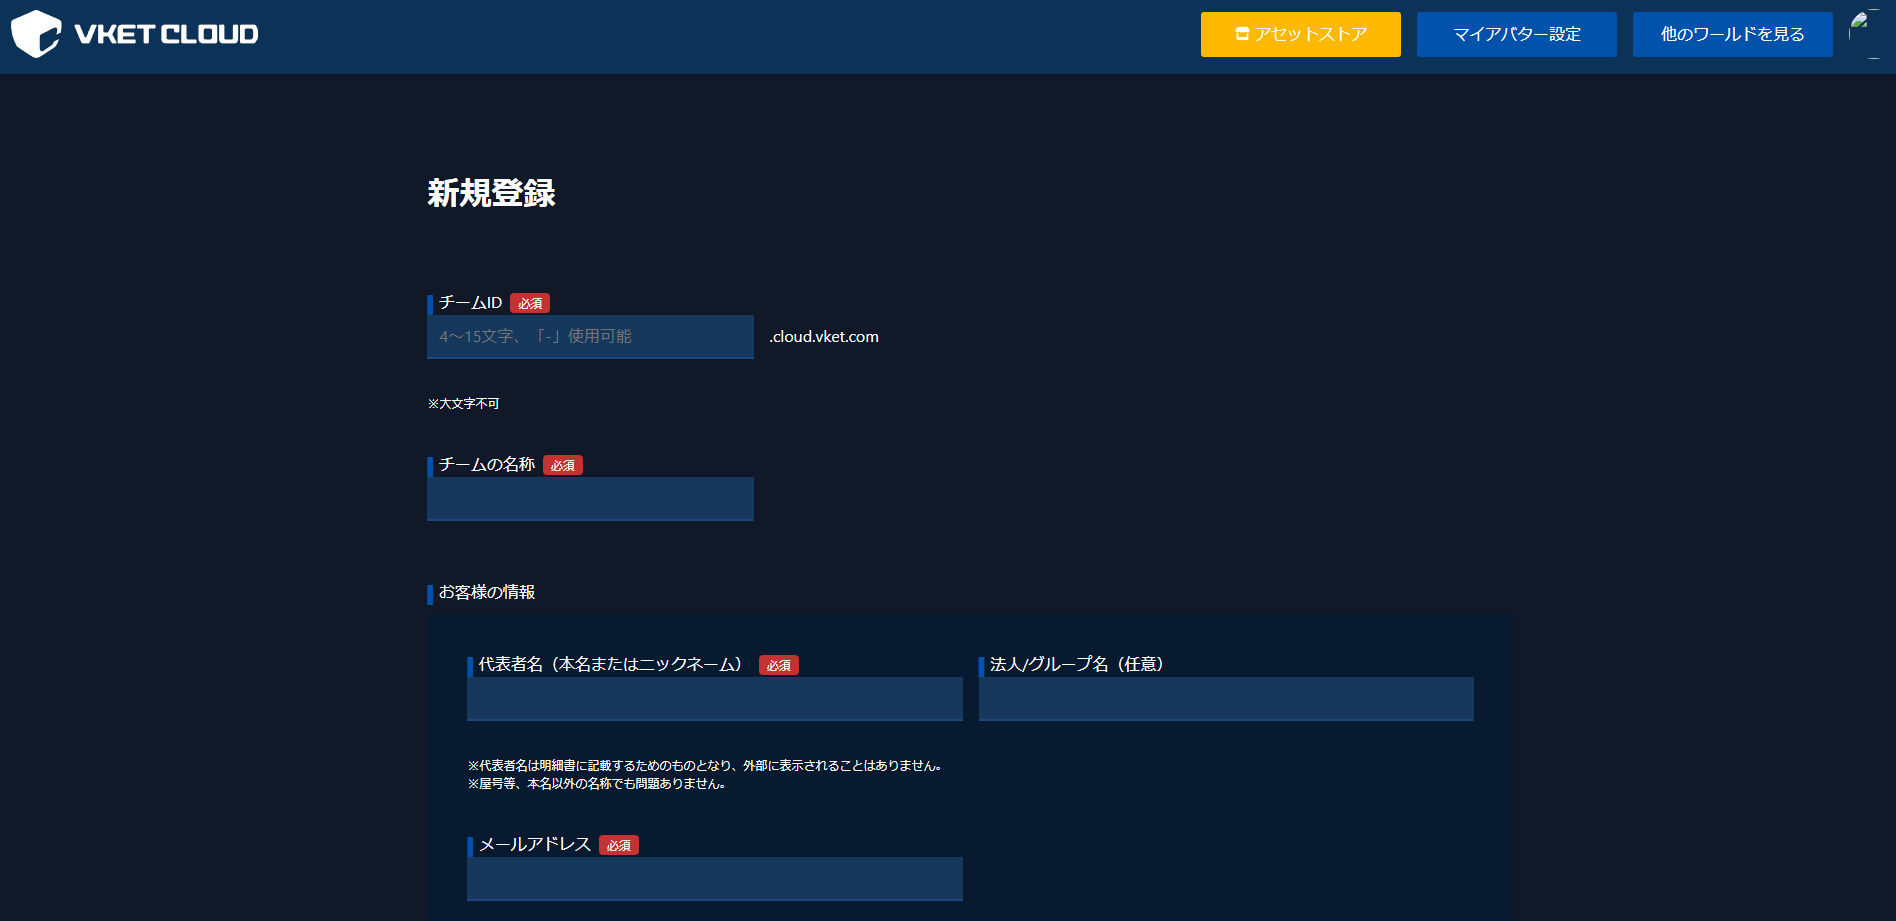 VKET CLOUD
アセットストア
マイアバター設定
他のワールドを見る
新規登録
チームID 必須
4〜15文字、「-」使用可能 .cloud.vket.com
※大文字不可
チームの名称 必須
お客様の情報
代表者名（本名またはニックネーム） 必須
法人/グループ名（任意）
※代表者名は明細書に記載するためのものとなり、外部に表示されることはありません。
※屋号等、本名以外の名称でも問題ありません。
メールアドレス 必須